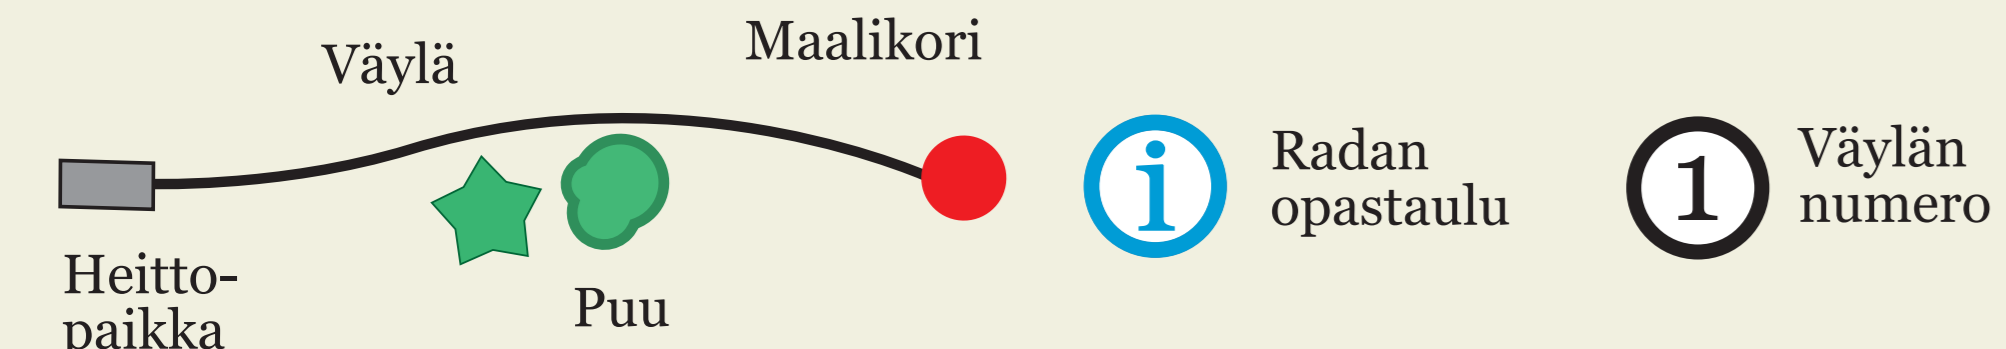 Väylä
Maalikori
Heitto-
paikka
Puu
i
Radan
opastaulu
1
Väylän
numero